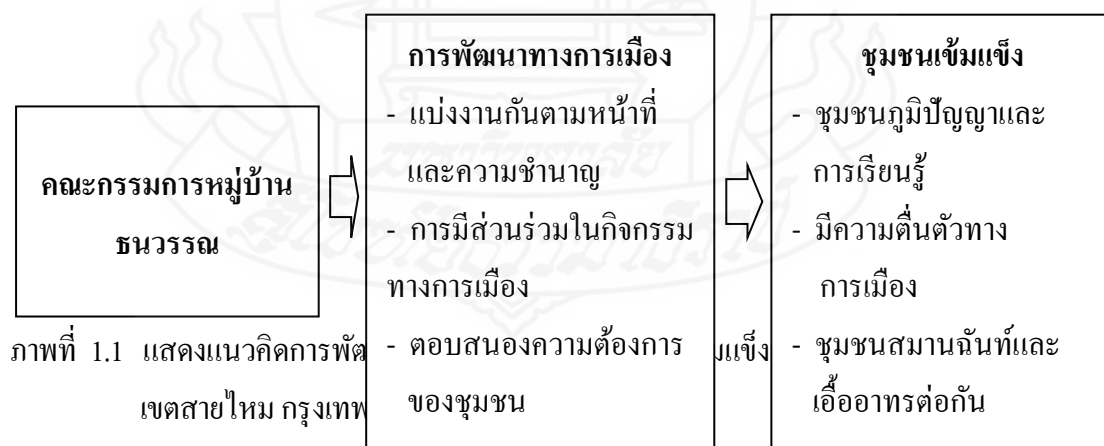 คณะกรรมการหมู่บ้าน
ธนวรรณ
การพัฒนาทางการเมือง
- แบ่งงานกันตามหน้าที่
และความชำนาญ
- การมีส่วนร่วมในกิจกรรม
ทางการเมือง
- ตอบสนองความต้องการ
ของชุมชน
ชุมชนเข้มแข็ง
- ชุมชนภูมิปัญญาและ
การเรียนรู้
- มีความตื่นตัวทาง
การเมือง
- ชุมชนสมานฉันท์และ
เอื้ออาทรต่อกัน
ภาพที่ 1.1 แสดงแนวคิดการพัฒ
เขตสายไหม กรุงเทพ